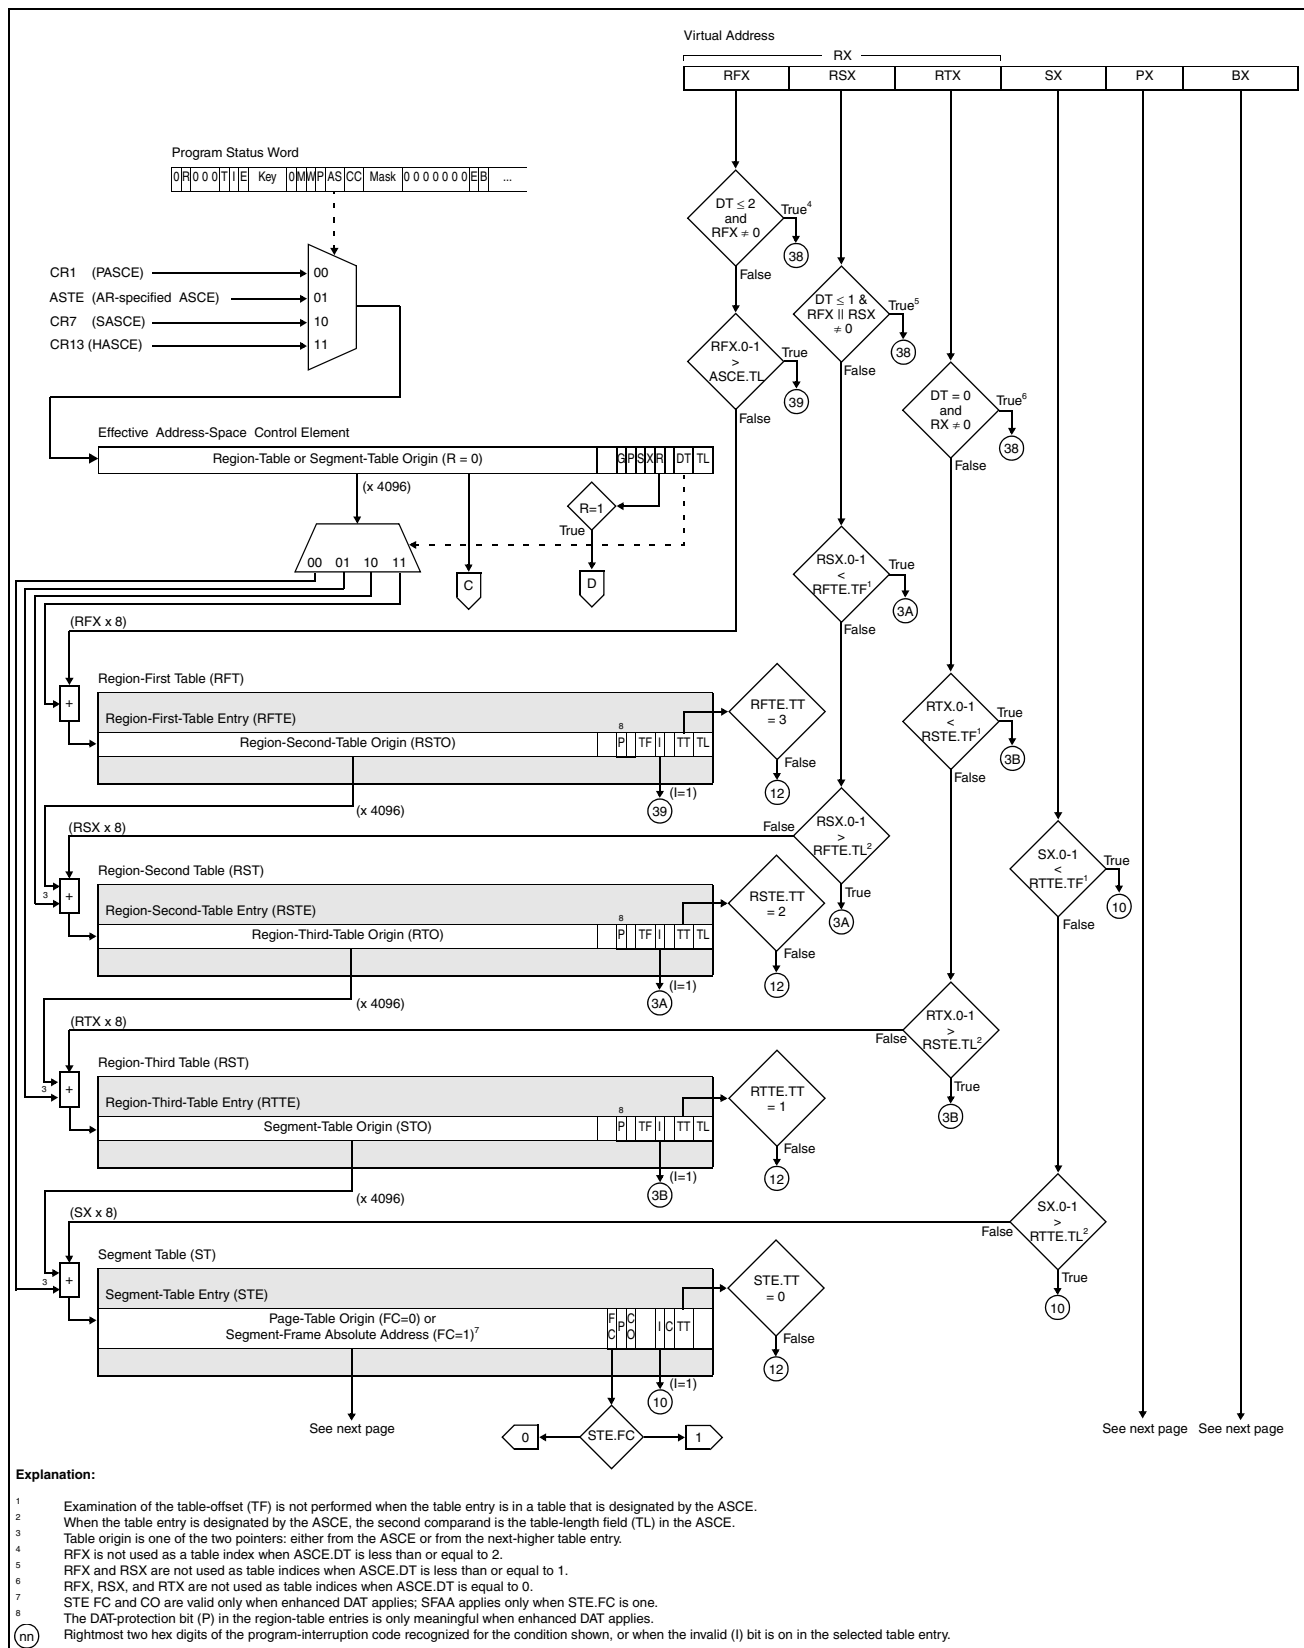 Virtual Address
RX
RFX RSX RTX SX PX BX
Program Status Word
0 R 0 0 0 T I E Key 0 M W P AS CC Mask 0 0 0 0 0 0 0 E B ...
DT ≤ 2
and
RFX ≠ 0
True4
38
False
CR1 (PASCE)
00
ASTE (AR-specified ASCE)
01
CR7 (SASCE)
10
CR13 (HASCE)
11
DT ≤ 1 &
RFX || RSX
≠ 0
True5
38
False
RFX.0-1
>
ASCE.TL
True
39
False
DT = 0
and
RX ≠ 0
True6
38
False
Effective Address-Space Control Element
Region-Table or Segment-Table Origin (R = 0)
G P S X R DT TL
(x 4096)
R=1
True
00 01 10 11
C
D
RSX.0-1
<
RFTE.TF1
True
3A
False
(RFX x 8)
Region-First Table (RFT)
+
Region-First-Table Entry (RFTE)
8
Region-Second-Table Origin (RSTO)
P TF I TT TL
RFTE.TT
= 3
False
12
(I=1)
39
(x 4096)
RTX.0-1
<
RSTE.TF1
True
3B
False
(RSX x 8)
False
RSX.0-1
>
RFTE.TL2
True
3A
SX.0-1
<
RTTE.TF1
True
10
False
Region-Second Table (RST)
3
+
Region-Second-Table Entry (RSTE)
8
Region-Third-Table Origin (RTO)
P TF I TT TL
RSTE.TT
= 2
False
12
(I=1)
3A
(x 4096)
(RTX x 8)
False
RTX.0-1
>
RSTE.TL2
True
3B
Region-Third Table (RST)
3
+
Region-Third-Table Entry (RTTE)
8
Segment-Table Origin (STO)
P TF I TT TL
RTTE.TT
= 1
False
12
(I=1)
3B
(x 4096)
(SX x 8)
False
SX.0-1
>
RTTE.TL2
True
10
Segment Table (ST)
3
+
Segment-Table Entry (STE)
Page-Table Origin (FC=0) or
Segment-Frame Absolute Address (FC=1)7
FC P CO I C TT
STE.TT
= 0
False
12
(I=1)
10
See next page
0
STE.FC
1
See next page
See next page
Explanation:
1 Examination of the table-offset (TF) is not performed when the table entry is in a table that is designated by the ASCE.
2 When the table entry is designated by the ASCE, the second comparand is the table-length field (TL) in the ASCE.
3 Table origin is one of the two pointers: either from the ASCE or from the next-higher table entry.
4 RFX is not used as a table index when ASCE.DT is less than or equal to 2.
5 RFX and RSX are not used as table indices when ASCE.DT is less than or equal to 1.
6 RFX, RSX, and RTX are not used as table indices when ASCE.DT is equal to 0.
7 STE FC and CO are valid only when enhanced DAT applies; SFAA applies only when STE.FC is one.
8 The DAT-protection bit (P) in the region-table entries is only meaningful when enhanced DAT applies.
nn Rightmost two hex digits of the program-interruption code recognized for the condition shown, or when the invalid (I) bit is on in the selected table entry.